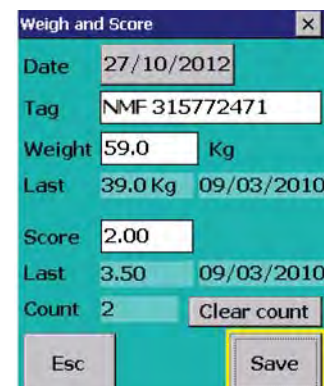 Weigh and Score
Date 27/10/2012
Tag NMF 315772471
Weight 59.0 Kg
Last 39.0 Kg 09/03/2010
Score 2.00
Last 3.50 09/03/2010
Count 2 Clear count
Esc Save